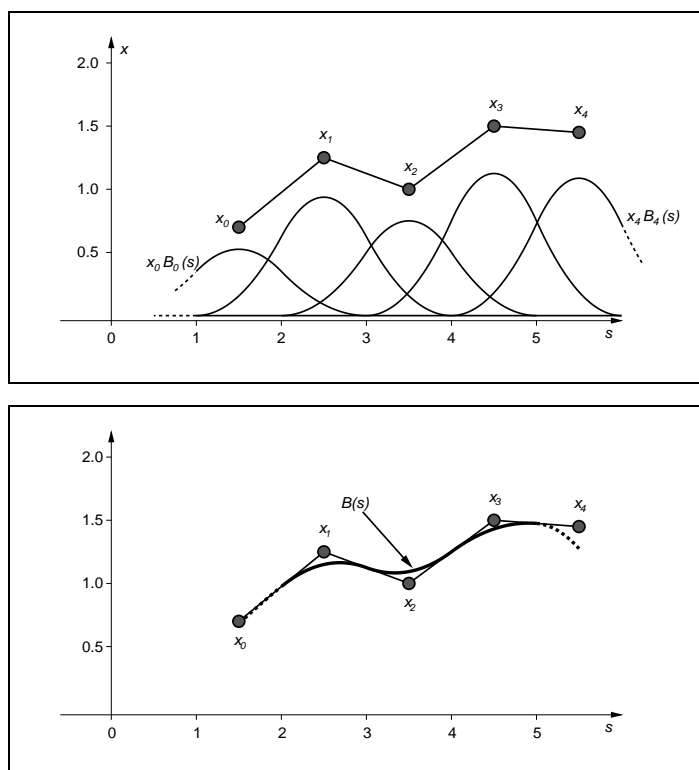 x
2.0
x₃
x₄
1.5
x₁
x₂
1.0
x₀
x₄ B₄ (s)
x₀ B₀ (s)
0.5
0 1 2 3 4 5 s
2.0
B(s)
x₃
x₄
1.5
x₁
1.0
x₂
x₀
0.5
0 1 2 3 4 5 s